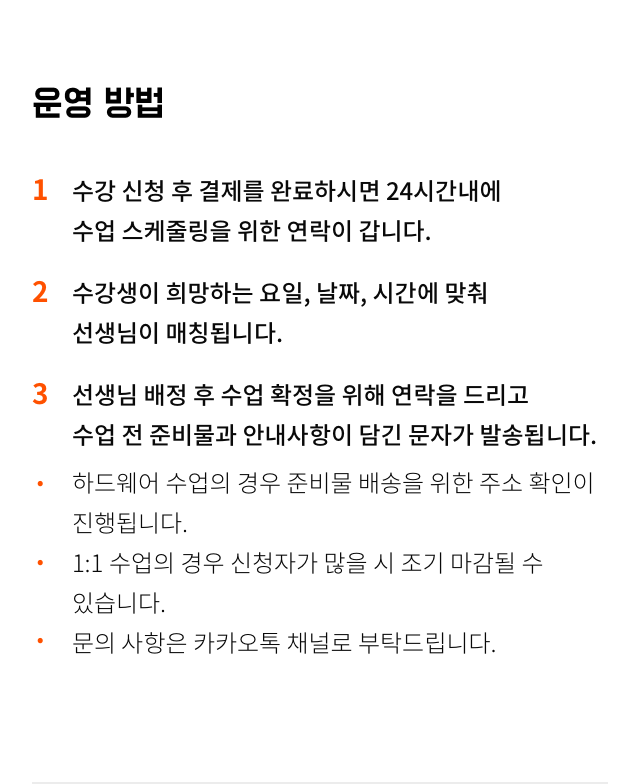 운영 방법
1 수강 신청 후 결제를 완료하시면 24시간내에
수업 스케줄링을 위한 연락이 갑니다.
2 수강생이 희망하는 요일, 날짜, 시간에 맞춰
선생님이 매칭됩니다.
3 선생님 배정 후 수업 확정을 위해 연락을 드리고
수업 전 준비물과 안내사항이 담긴 문자가 발송됩니다.
• 하드웨어 수업의 경우 준비물 배송을 위한 주소 확인이
진행됩니다.
• 1:1 수업의 경우 신청자가 많을 시 조기 마감될 수
있습니다.
• 문의 사항은 카카오톡 채널로 부탁드립니다.